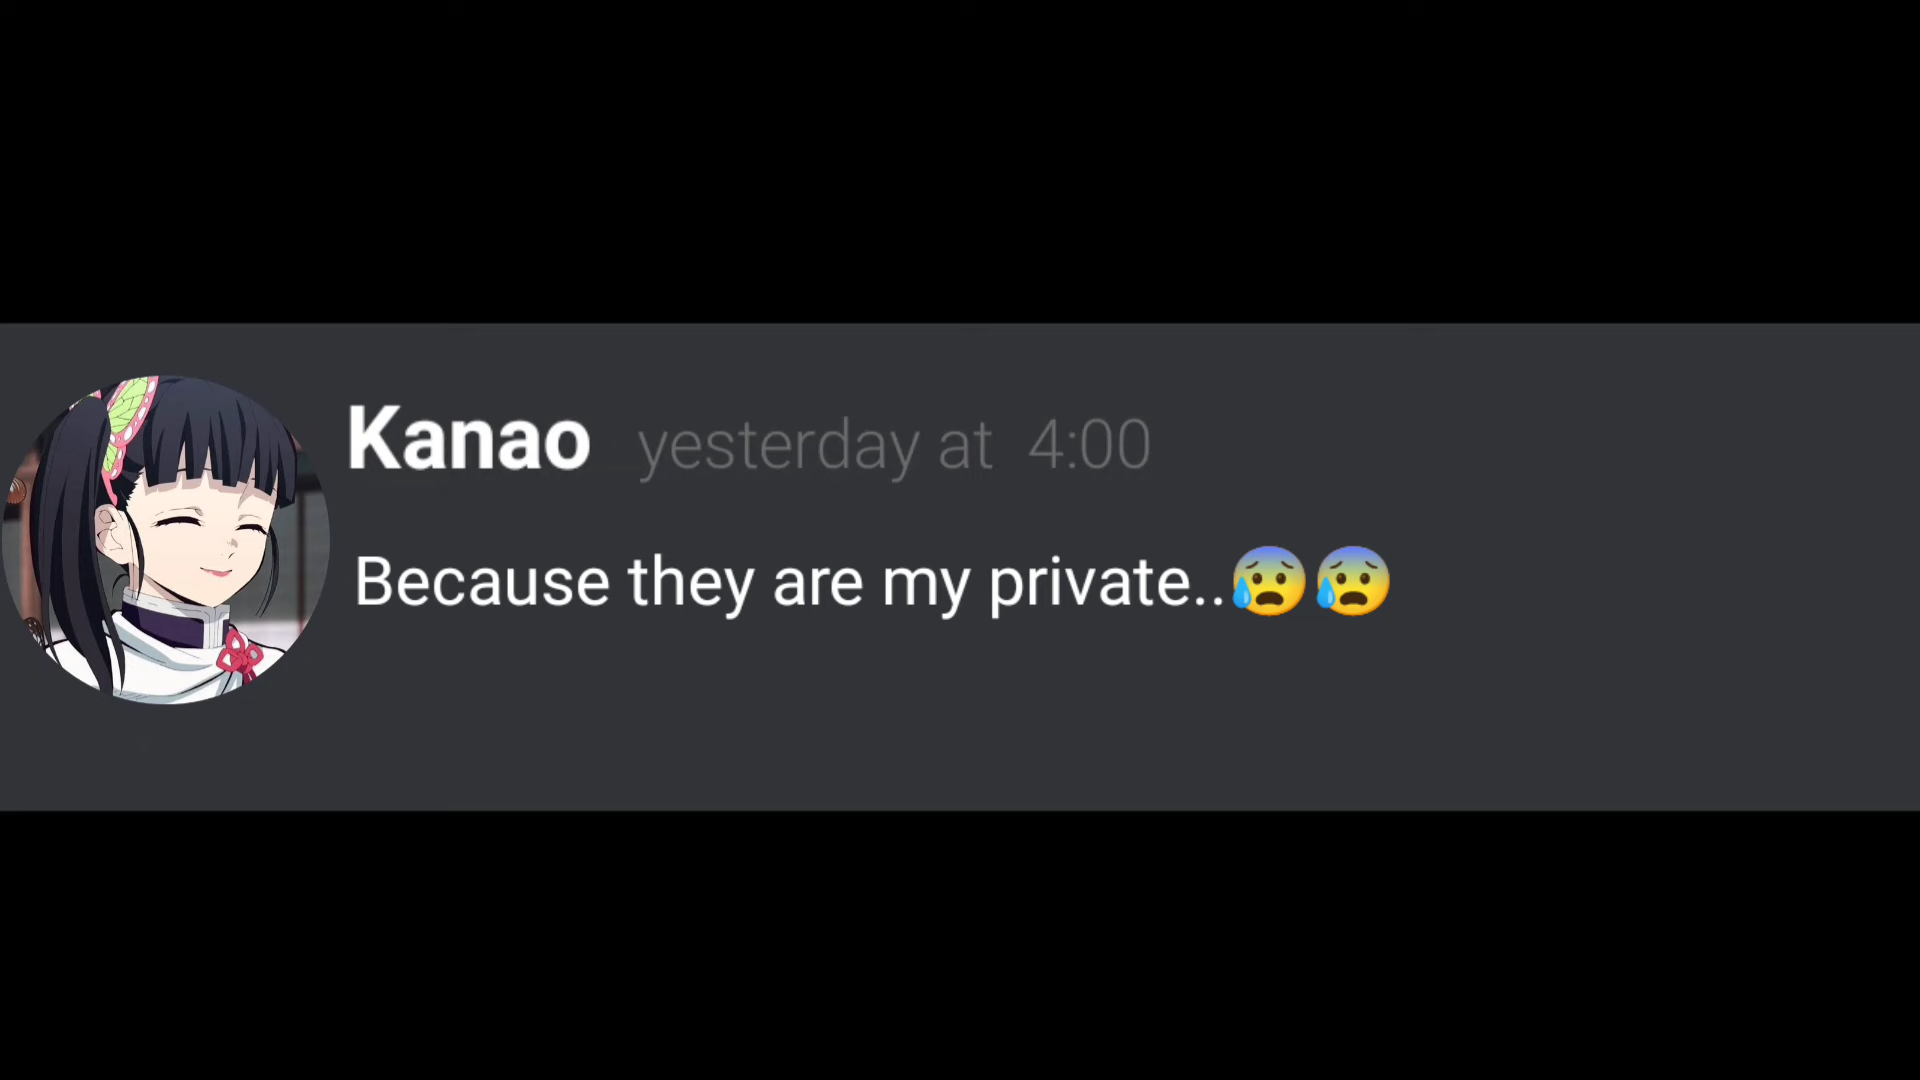 Kanao yesterday at 4:00
Because they are my private..😰😰